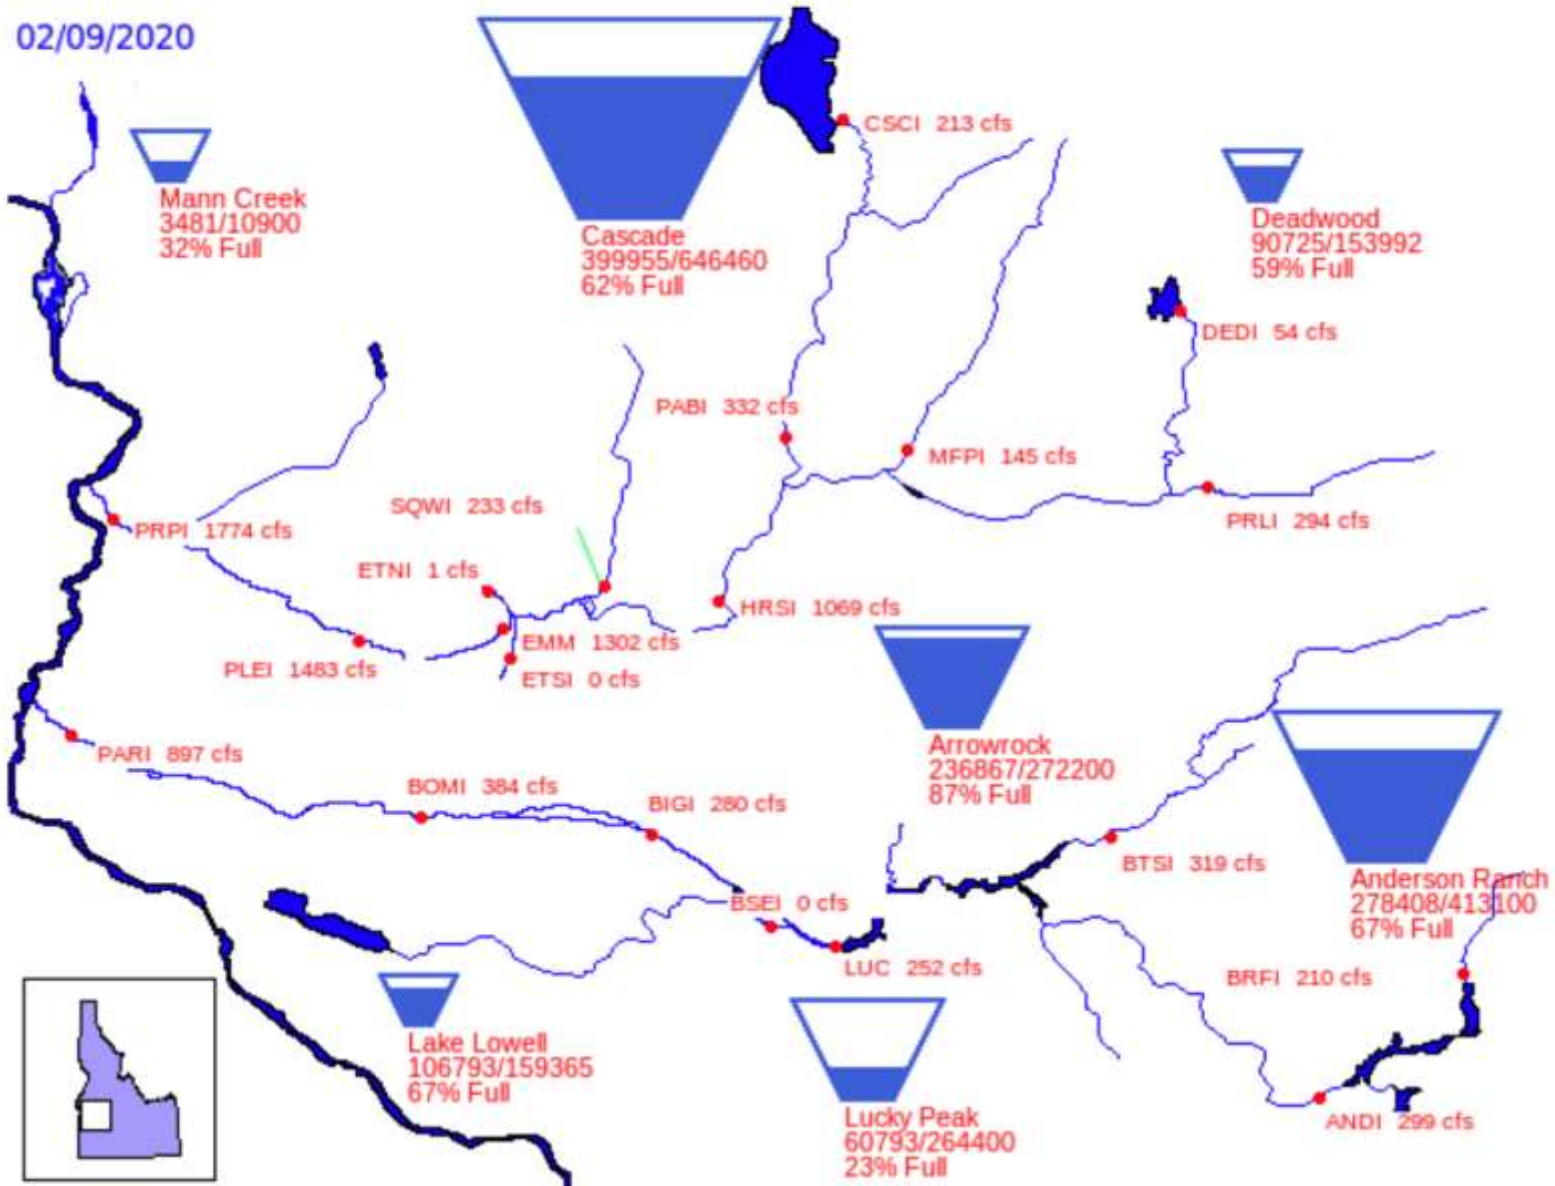 02/09/2020
CSCI 213 cfs
Mann Creek
3481/10900
32% Full
Cascade
399955/646460
62% Full
Deadwood
90725/153992
59% Full
DEDI 54 cfs
PABI 332 cfs
MFPI 145 cfs
SQWI 233 cfs
PRPI 1774 cfs
PRLI 294 cfs
ETNI 1 cfs
HRSI 1069 cfs
EMM 1302 cfs
PLEI 1483 cfs
ETSI 0 cfs
PARI 897 cfs
Arrowrock
236867/272200
87% Full
BOMI 384 cfs
BIGI 280 cfs
BTSI 319 cfs
Anderson Ranch
278408/413100
67% Full
BSEI 0 cfs
LUC 252 cfs
BRFI 210 cfs
Lake Lowell
106793/159365
67% Full
Lucky Peak
60793/264400
23% Full
ANDI 299 cfs